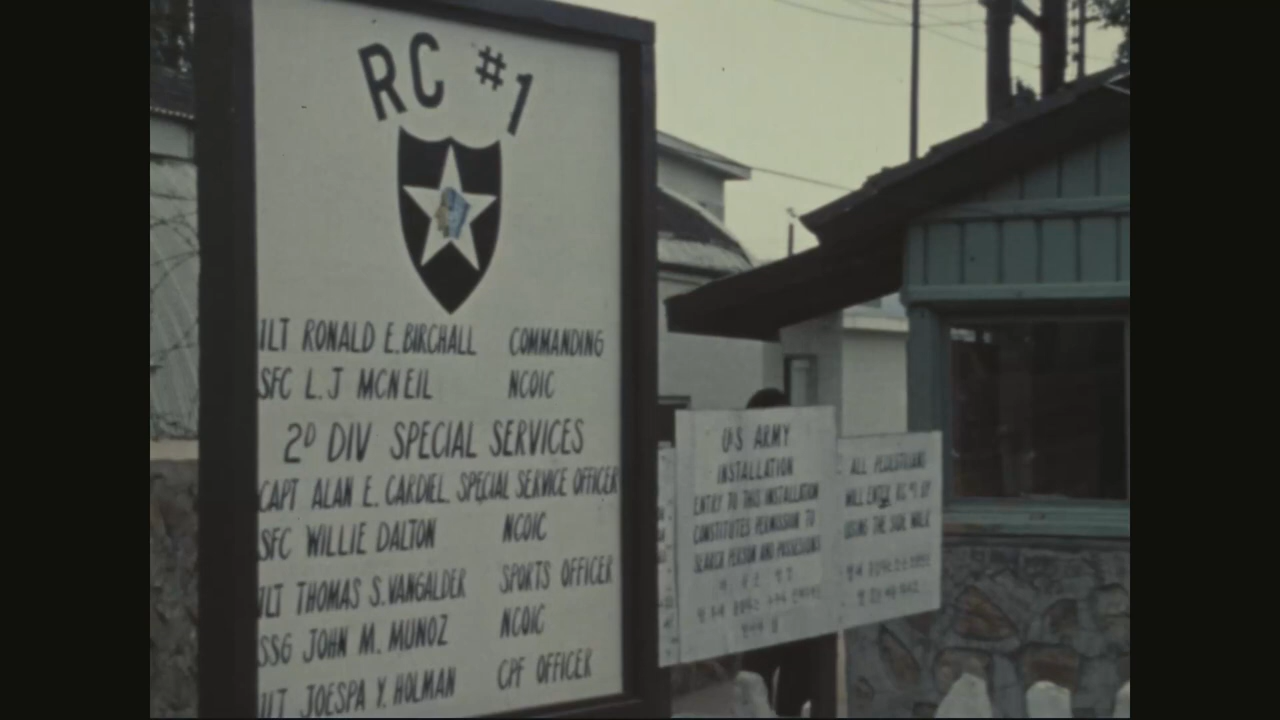 RC #1
1LT RONALD E. BIRCHALL COMMANDING
SFC L.J MCNEIL NCOIC
2D DIV SPECIAL SERVICES
CAPT ALAN E. CARDIEL SPECIAL SERVICE OFFICER
SFC WILLIE DALTON NCOIC
1LT THOMAS S. VANGALDER SPORTS OFFICER
SSG JOHN M. MUNOZ NCOIC
1LT JOESPA Y. HOLMAN CPF OFFICER
U·S ARMY
INSTALLATION
ENTRY TO THIS INSTALLATION
CONSTITUTES PERMISSION TO
SEARCH PERSON AND POSSESIONS
ALL PEDESTRIANS
WILL ENTER RC #1 BY
USING THE SIDE WALK